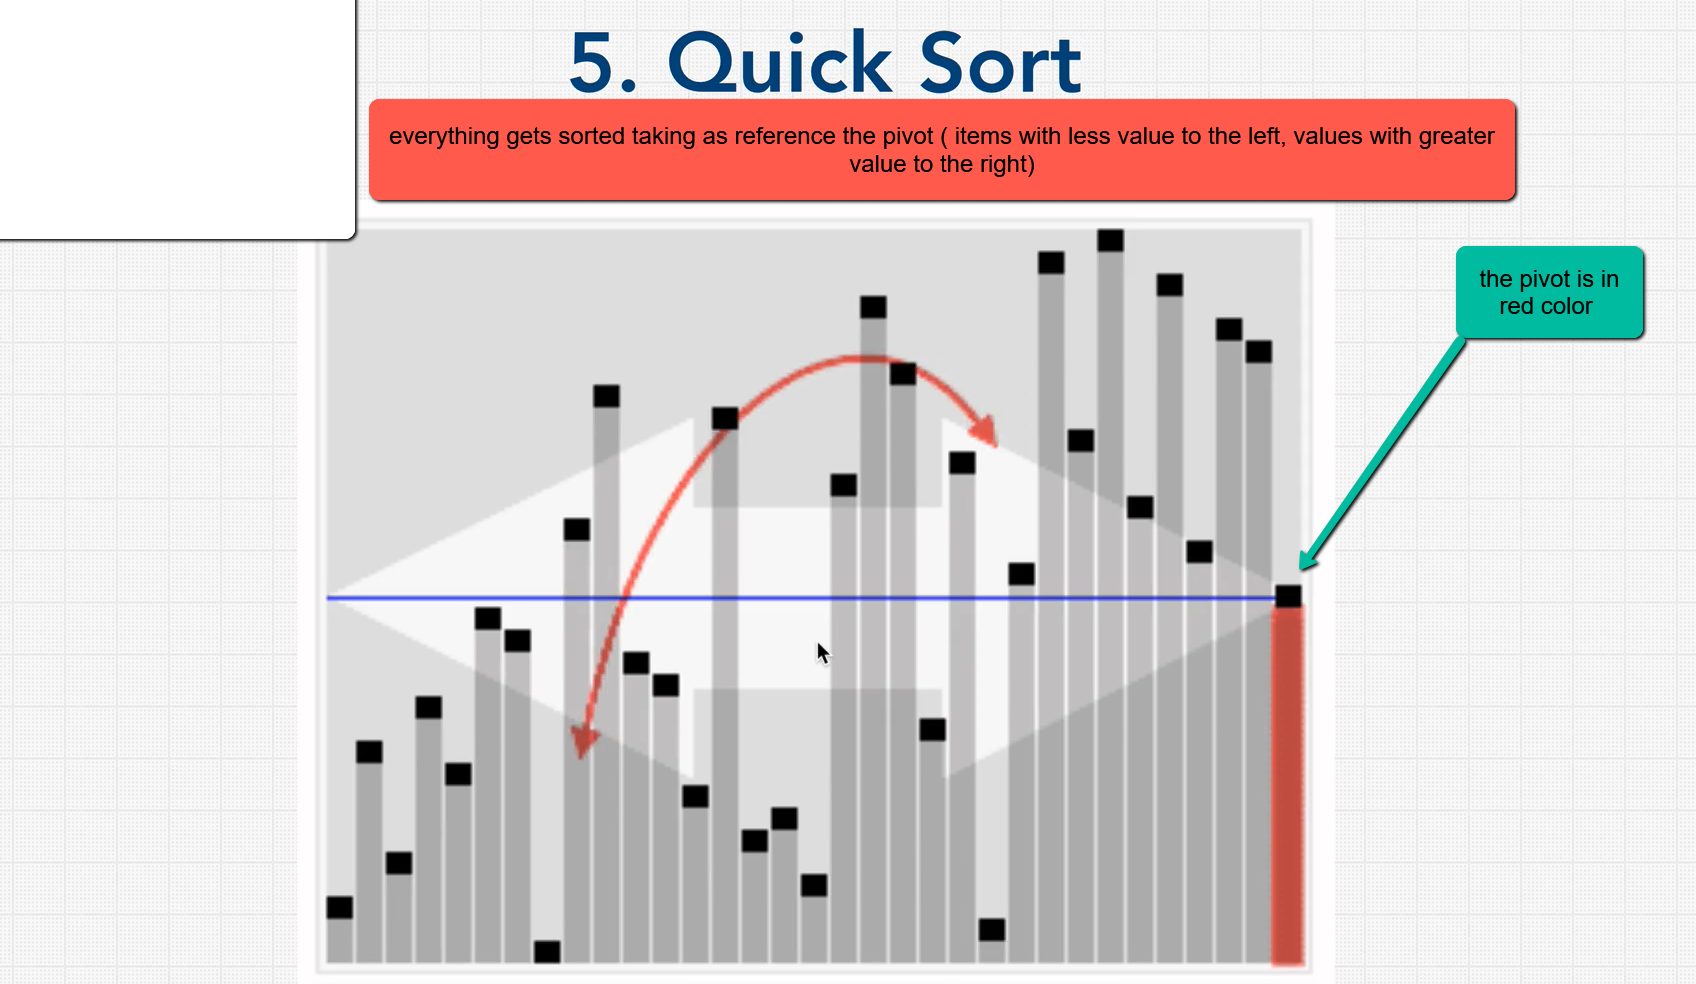 5. Quick Sort
everything gets sorted taking as reference the pivot ( items with less value to the left, values with greater
value to the right)
the pivot is in
red color